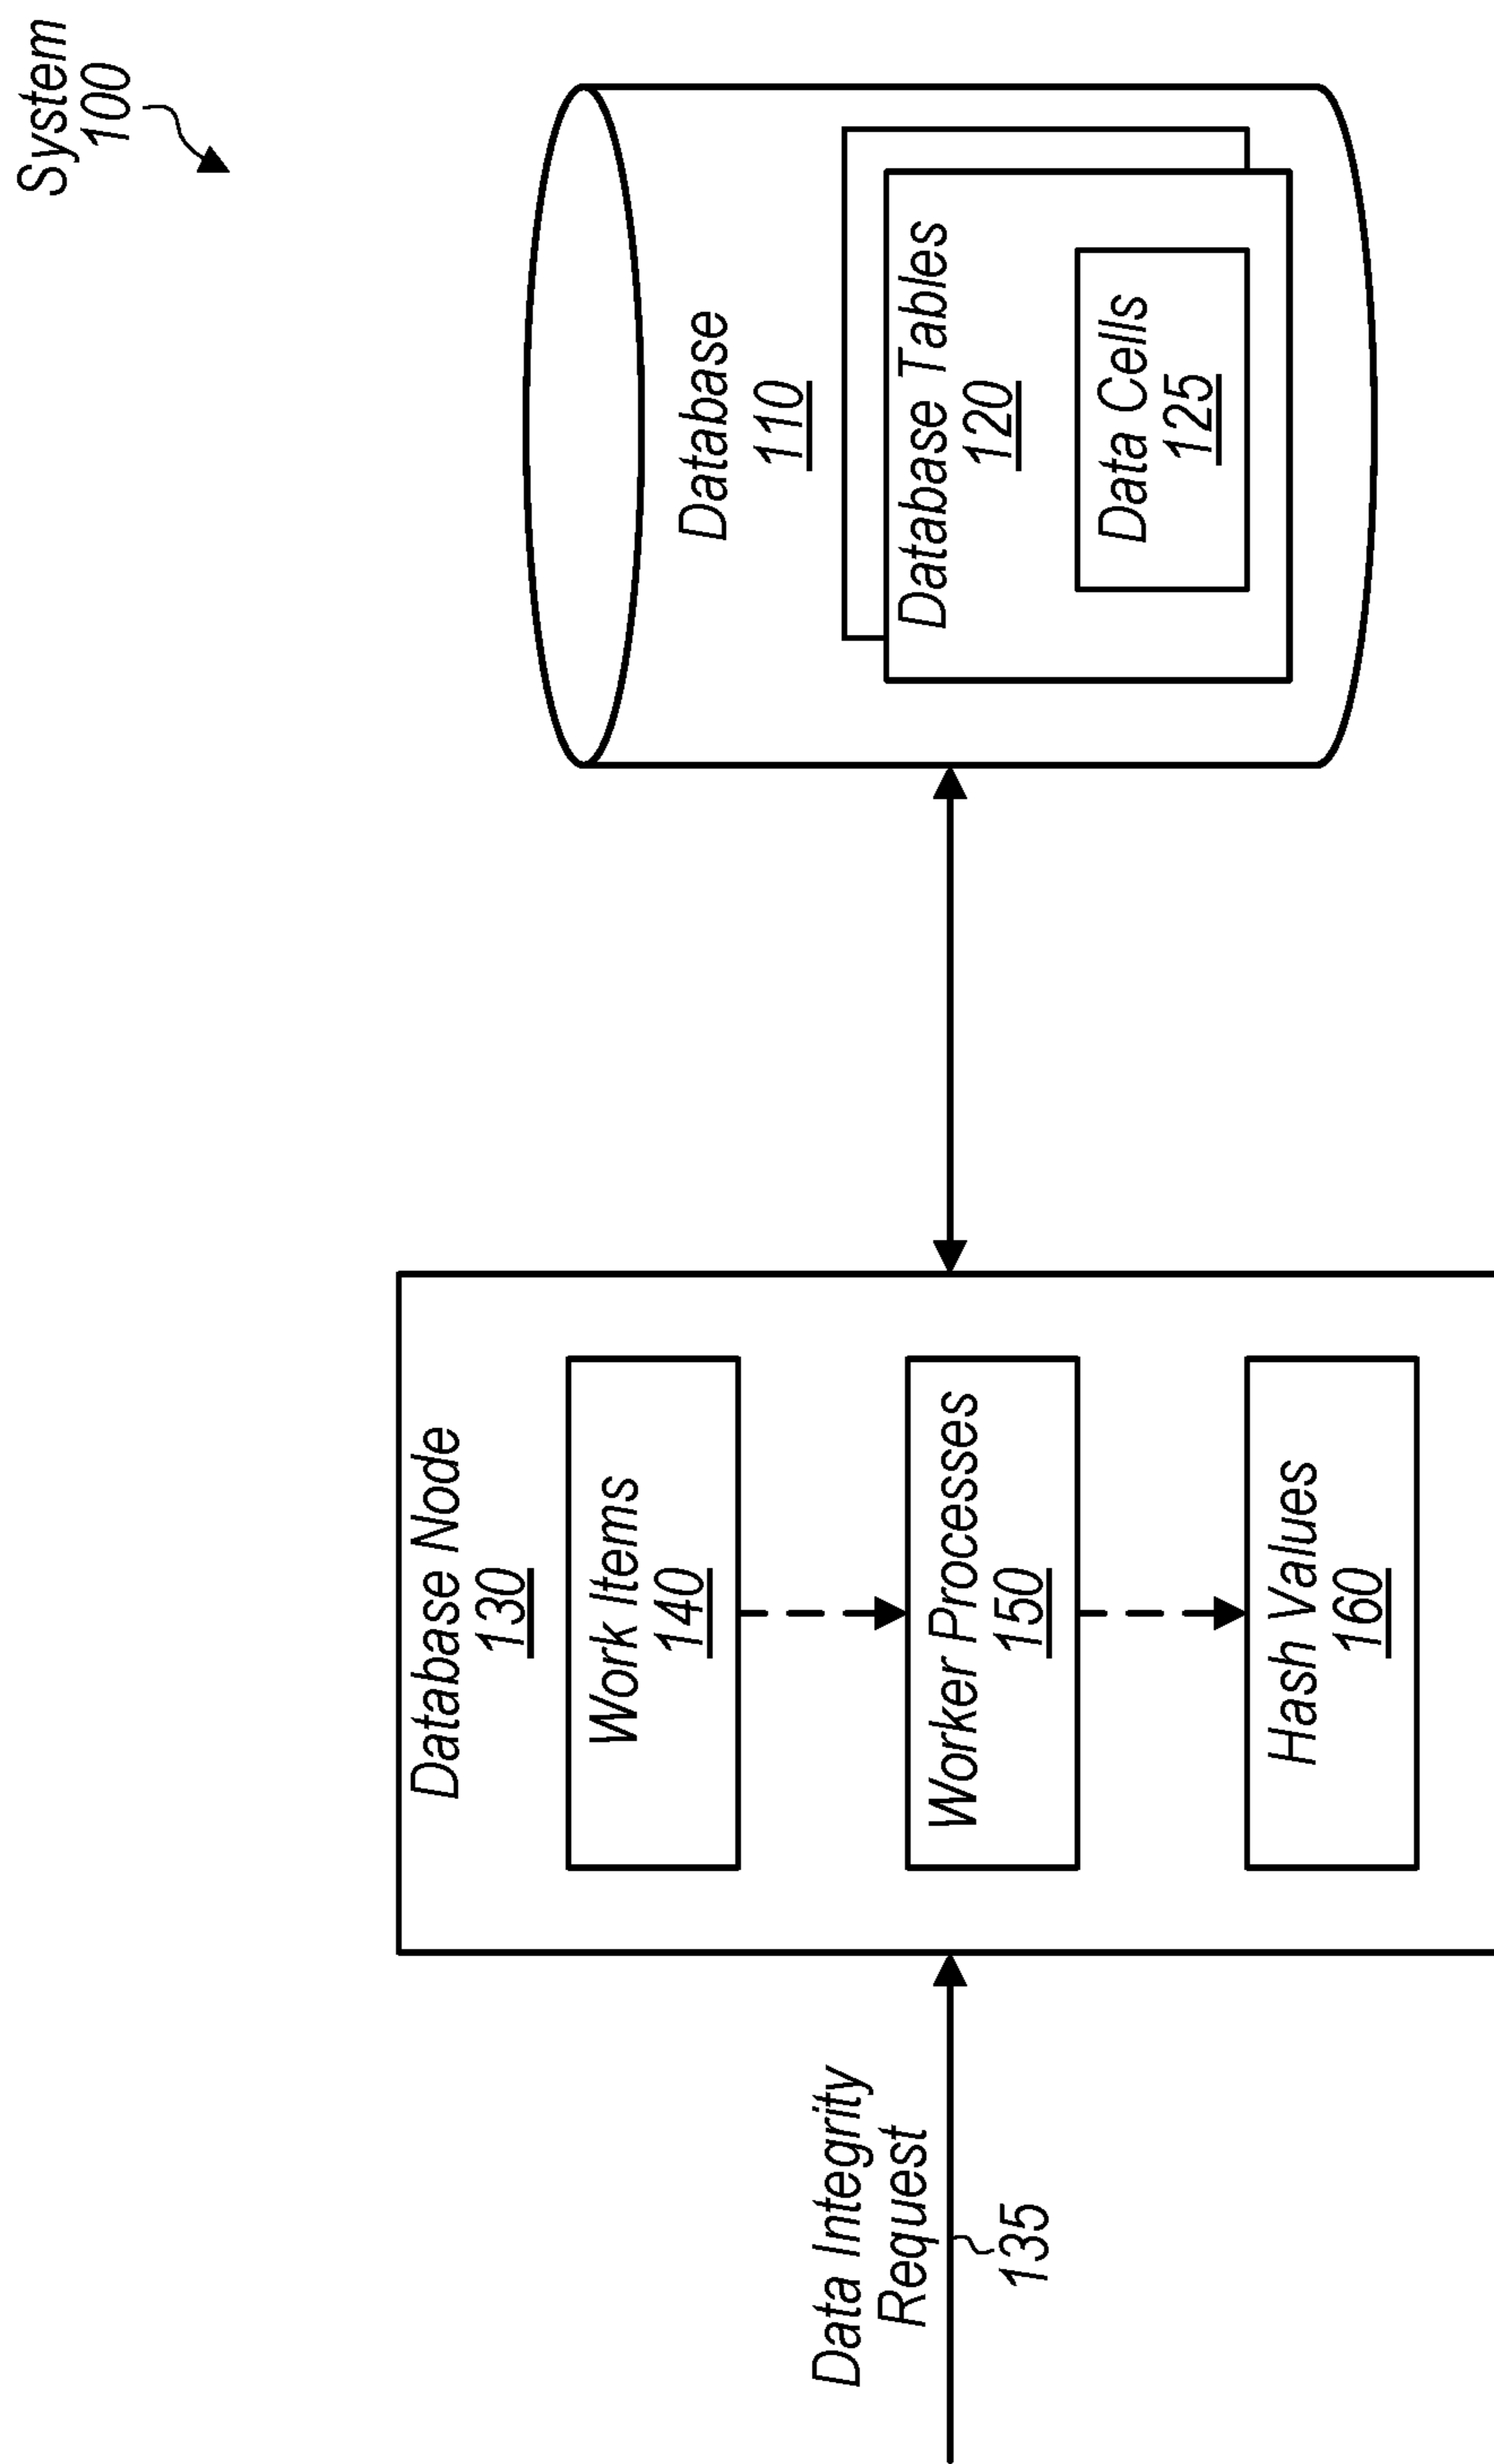 System
100
Data Integrity
Request
135
Database Node
130
Work Items
140
Worker Processes
150
Hash Values
160
Database
110
Database Tables
120
Data Cells
125